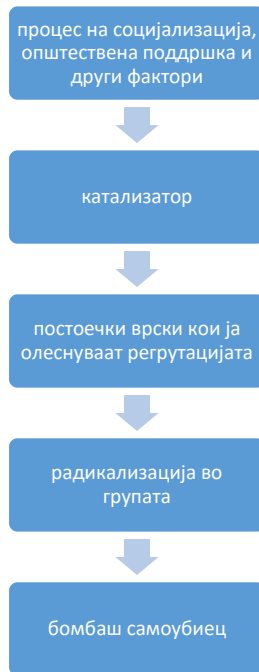 процес на социјализација,
општествена поддршка и
други фактори
катализатор
постоечки врски кои ја
олеснуваат регрутацијата
радикализација во
групата
бомбаш самоубиец